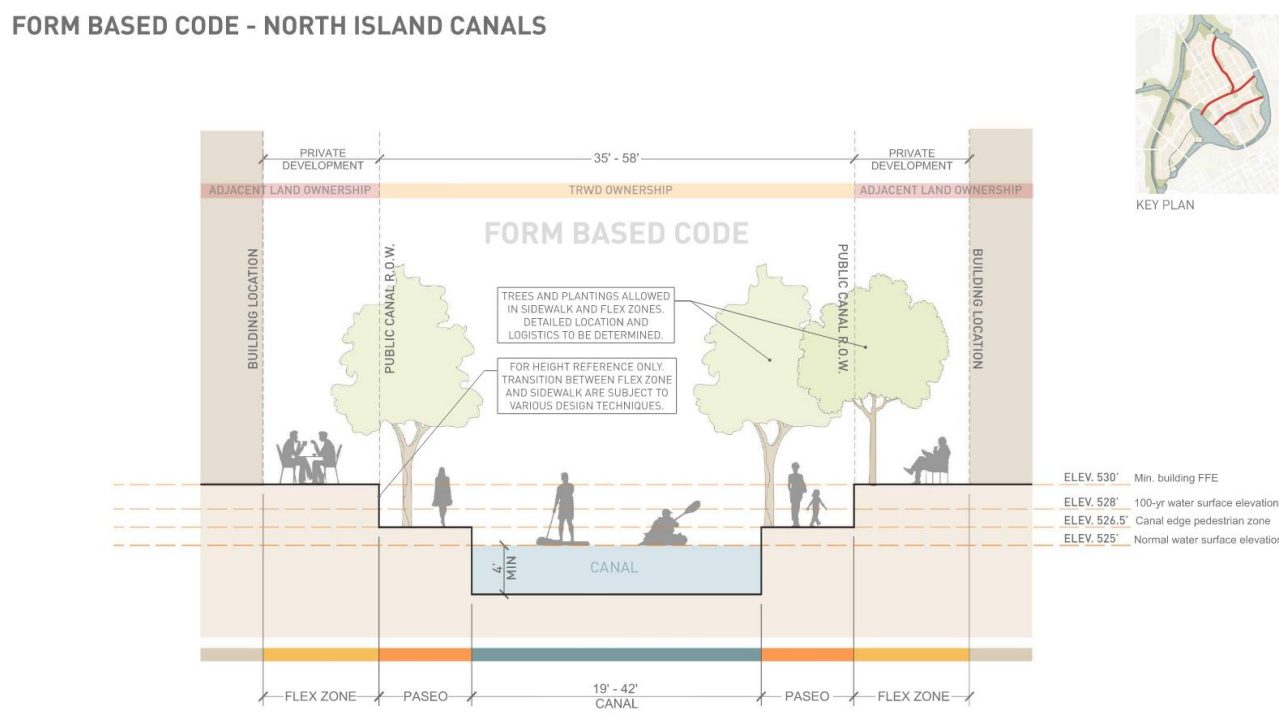 FORM BASED CODE - NORTH ISLAND CANALS
KEY PLAN
PRIVATE
DEVELOPMENT
35' - 58'
PRIVATE
DEVELOPMENT
ADJACENT LAND OWNERSHIP
TRWD OWNERSHIP
ADJACENT LAND OWNERSHIP
FORM BASED CODE
BUILDING LOCATION
PUBLIC CANAL R.O.W.
PUBLIC CANAL R.O.W.
BUILDING LOCATION
TREES AND PLANTINGS ALLOWED
IN SIDEWALK AND FLEX ZONES.
DETAILED LOCATION AND
LOGISTICS TO BE DETERMINED.
FOR HEIGHT REFERENCE ONLY.
TRANSITION BETWEEN FLEX ZONE
AND SIDEWALK ARE SUBJECT TO
VARIOUS DESIGN TECHNIQUES.
ELEV. 530' Min. building FFE
ELEV. 528' 100-yr water surface elevation
ELEV. 526.5' Canal edge pedestrian zone
ELEV. 525' Normal water surface elevation
4'
MIN
CANAL
FLEX ZONE
PASEO
19' - 42'
CANAL
PASEO
FLEX ZONE